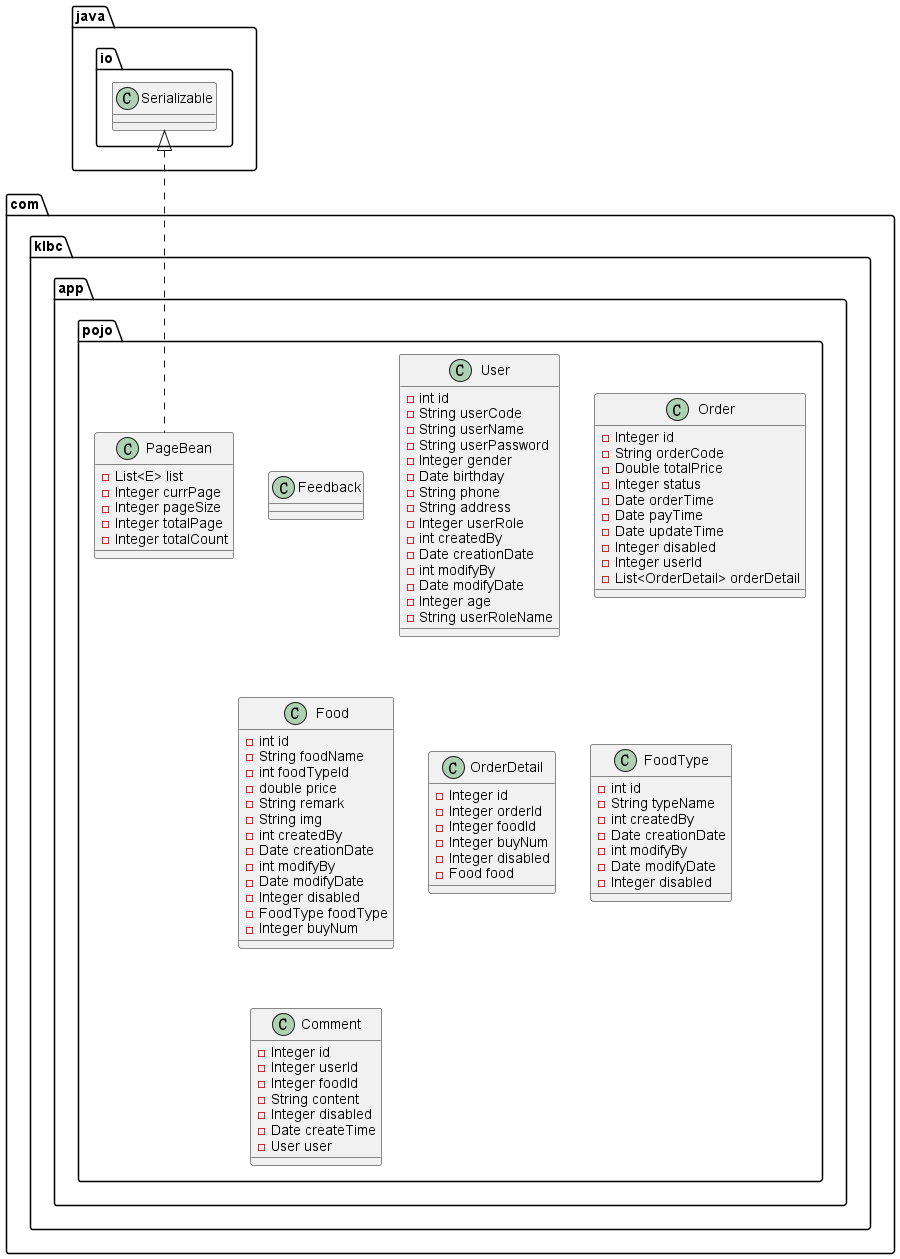 java
io
C Serializable
com
klbc
app
pojo
C PageBean
List<E> list
Integer currPage
Integer pageSize
Integer totalPage
Integer totalCount
C Feedback
C User
int id
String userCode
String userName
String userPassword
Integer gender
Date birthday
String phone
String address
Integer userRole
int createdBy
Date creationDate
int modifyBy
Date modifyDate
Integer age
String userRoleName
C Order
Integer id
String orderCode
Double totalPrice
Integer status
Date orderTime
Date payTime
Date updateTime
Integer disabled
Integer userId
List<OrderDetail> orderDetail
C Food
int id
String foodName
int foodTypeId
double price
String remark
String img
int createdBy
Date creationDate
int modifyBy
Date modifyDate
Integer disabled
FoodType foodType
Integer buyNum
C OrderDetail
Integer id
Integer orderId
Integer foodId
Integer buyNum
Integer disabled
Food food
C FoodType
int id
String typeName
int createdBy
Date creationDate
int modifyBy
Date modifyDate
Integer disabled
C Comment
Integer id
Integer userId
Integer foodId
String content
Integer disabled
Date createTime
User user